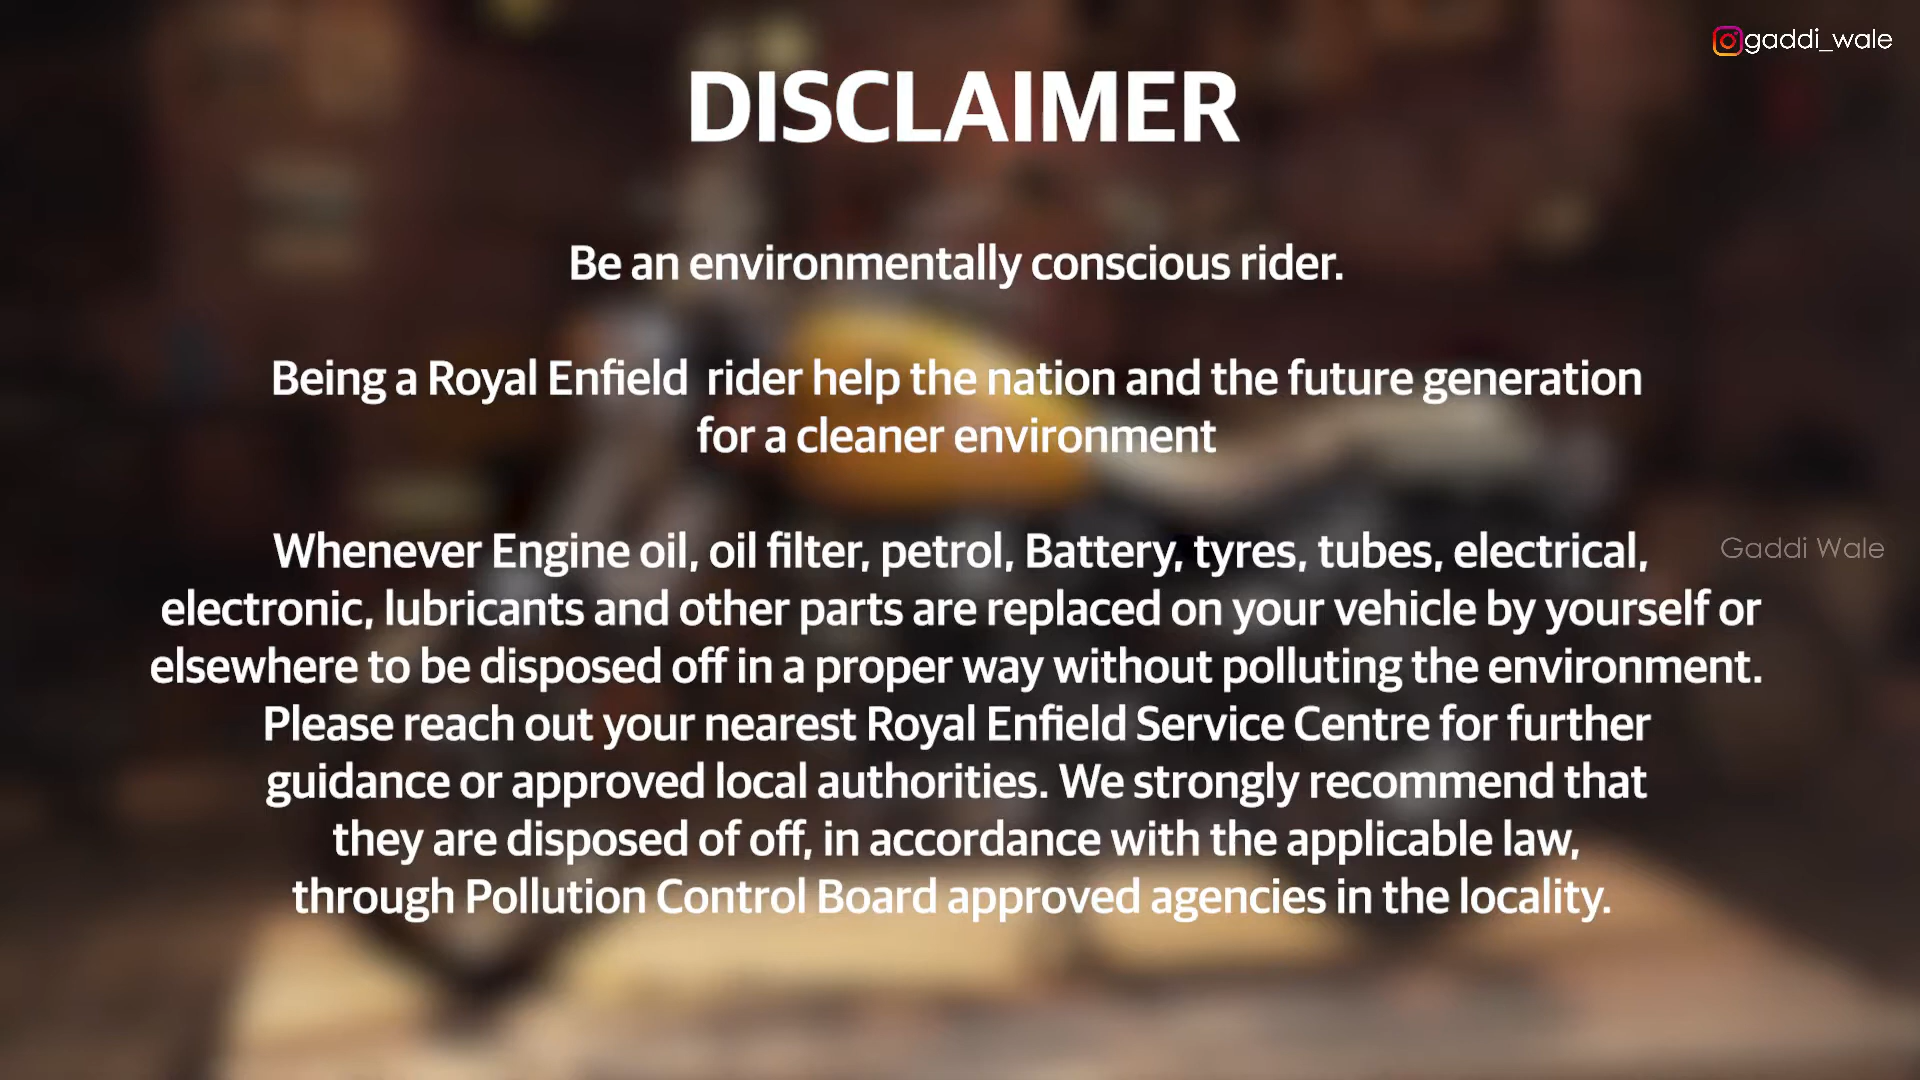 gaddi_wale
DISCLAIMER
Be an environmentally conscious rider.
Being a Royal Enfield rider help the nation and the future generation
for a cleaner environment
Whenever Engine oil, oil filter, petrol, Battery, tyres, tubes, electrical,
Gaddi Wale
electronic, lubricants and other parts are replaced on your vehicle by yourself or
elsewhere to be disposed off in a proper way without polluting the environment.
Please reach out your nearest Royal Enfield Service Centre for further
guidance or approved local authorities. We strongly recommend that
they are disposed of off, in accordance with the applicable law,
through Pollution Control Board approved agencies in the locality.